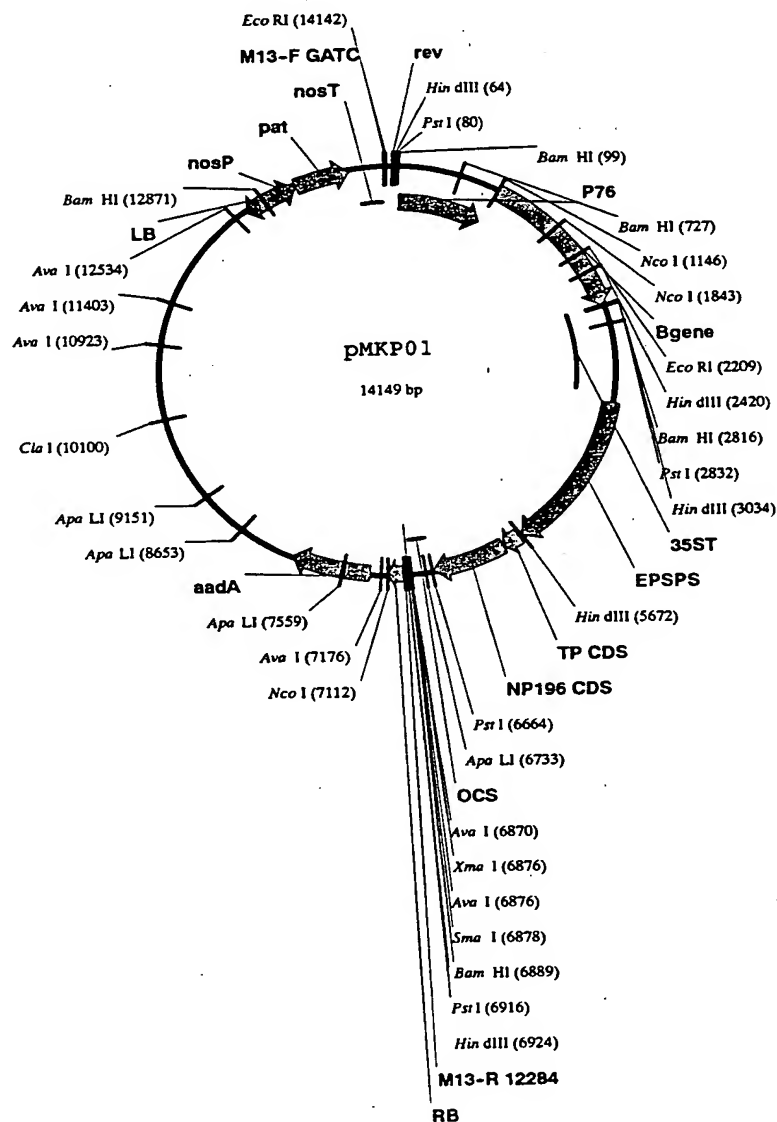 Eco RI (14142)
M13-F GATC
rev
nosT
Hin dIII (64)
pat
Pst I (80)
nosP
Bam HI (99)
Bam HI (12871)
P76
LB
Bam HI (727)
Ava I (12534)
Nco I (1146)
Ava I (11403)
Nco I (1843)
Ava I (10923)
Bgene
pMKP01
Eco RI (2209)
14149 bp
Hin dIII (2420)
Cla I (10100)
Bam HI (2816)
Pst I (2832)
Apa LI (9151)
Hin dIII (3034)
Apa LI (8653)
35ST
EPSPS
aadA
Hin dIII (5672)
Apa LI (7559)
TP CDS
Ava I (7176)
NP196 CDS
Nco I (7112)
Pst I (6664)
Apa LI (6733)
OCS
Ava I (6870)
Xma I (6876)
Ava I (6876)
Sma I (6878)
Bam HI (6889)
Pst I (6916)
Hin dIII (6924)
M13-R 12284
RB